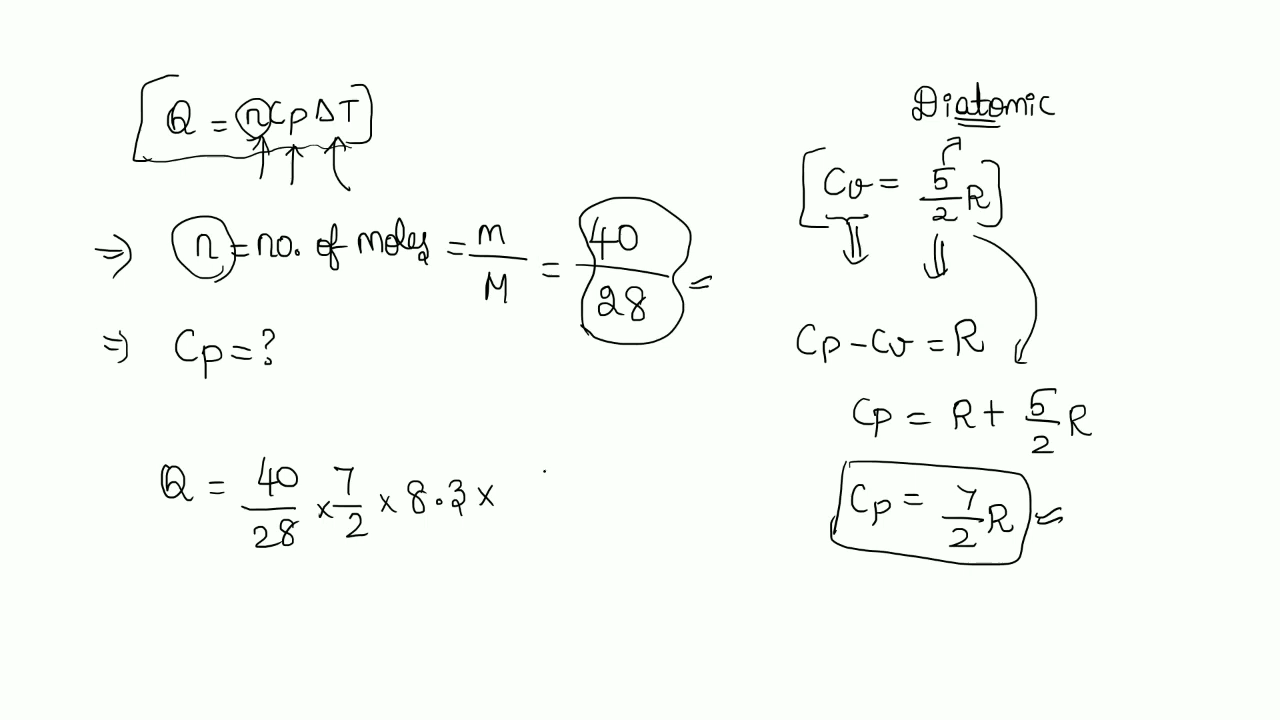 Q = nCpΔT
⇒ n = no. of moles = m/M = 40/28 =
⇒ Cp = ?
Q = 40/28 × 7/2 × 8.3 ×
Diatomic
Cv = 5/2 R
Cp - Cv = R
Cp = R + 5/2 R
Cp = 7/2 R